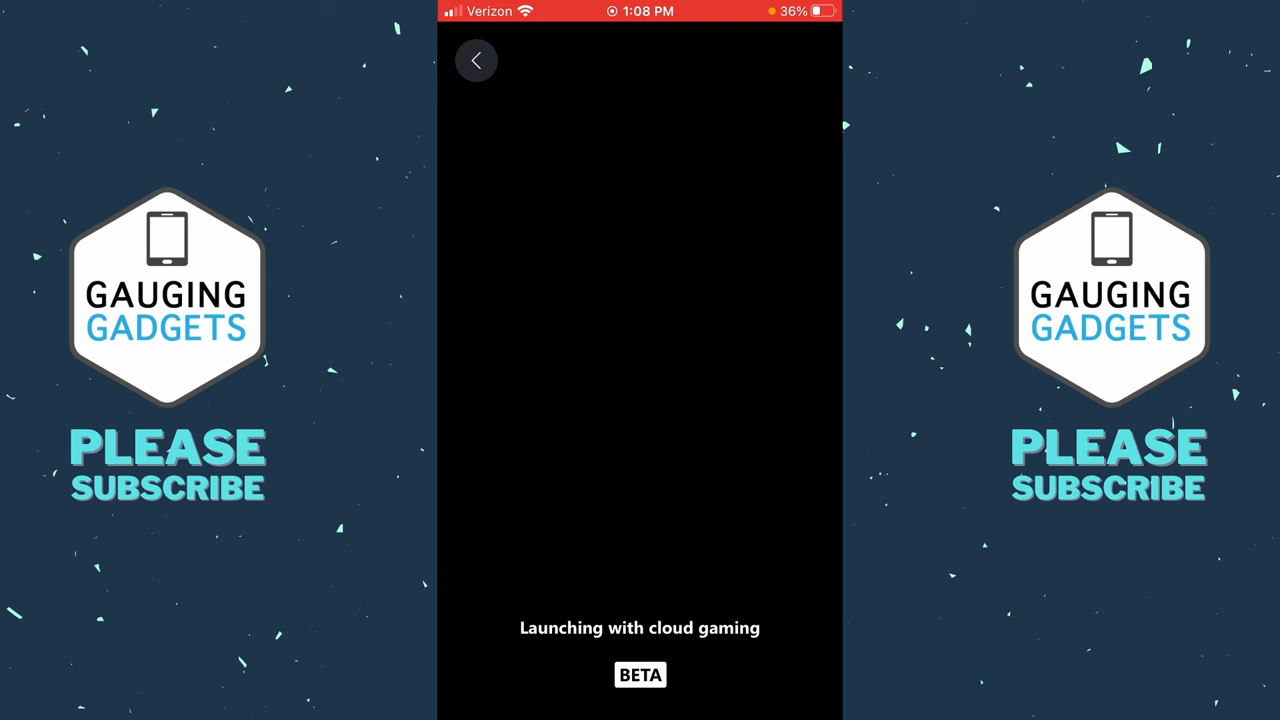 Verizon 1:08 PM 36%
GAUGING
GADGETS
PLEASE
SUBSCRIBE
Launching with cloud gaming
BETA
GAUGING
GADGETS
PLEASE
SUBSCRIBE